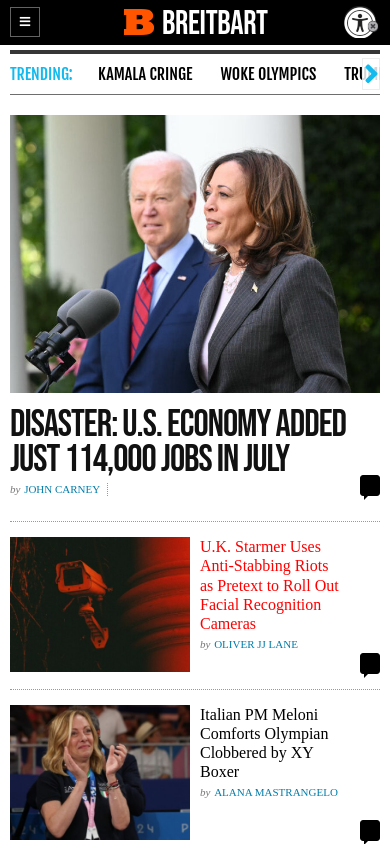 BREITBART
TRENDING: KAMALA CRINGE WOKE OLYMPICS
DISASTER: U.S. ECONOMY ADDED
JUST 114,000 JOBS IN JULY
by JOHN CARNEY
U.K. Starmer Uses
Anti-Stabbing Riots
as Pretext to Roll Out
Facial Recognition
Cameras
by OLIVER JJ LANE
Italian PM Meloni
Comforts Olympian
Clobbered by XY
Boxer
by ALANA MASTRANGELO